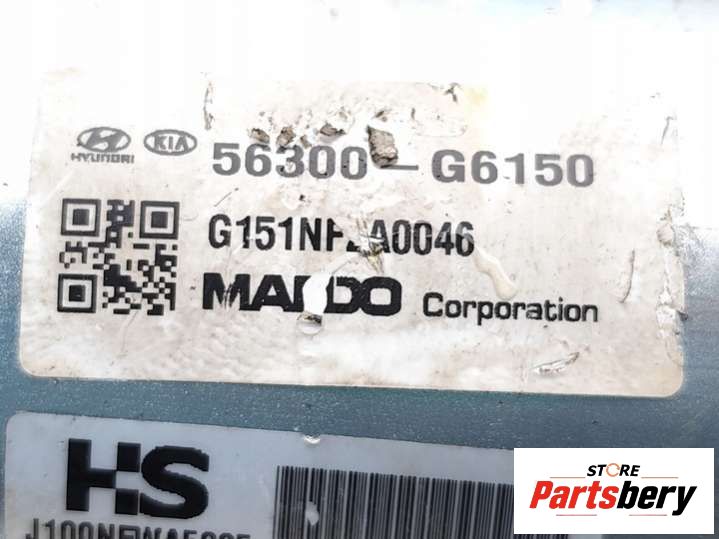 HYUNDAI KIA 56300-G6150
MANDO Corporation
HS
STORE
Partsbery